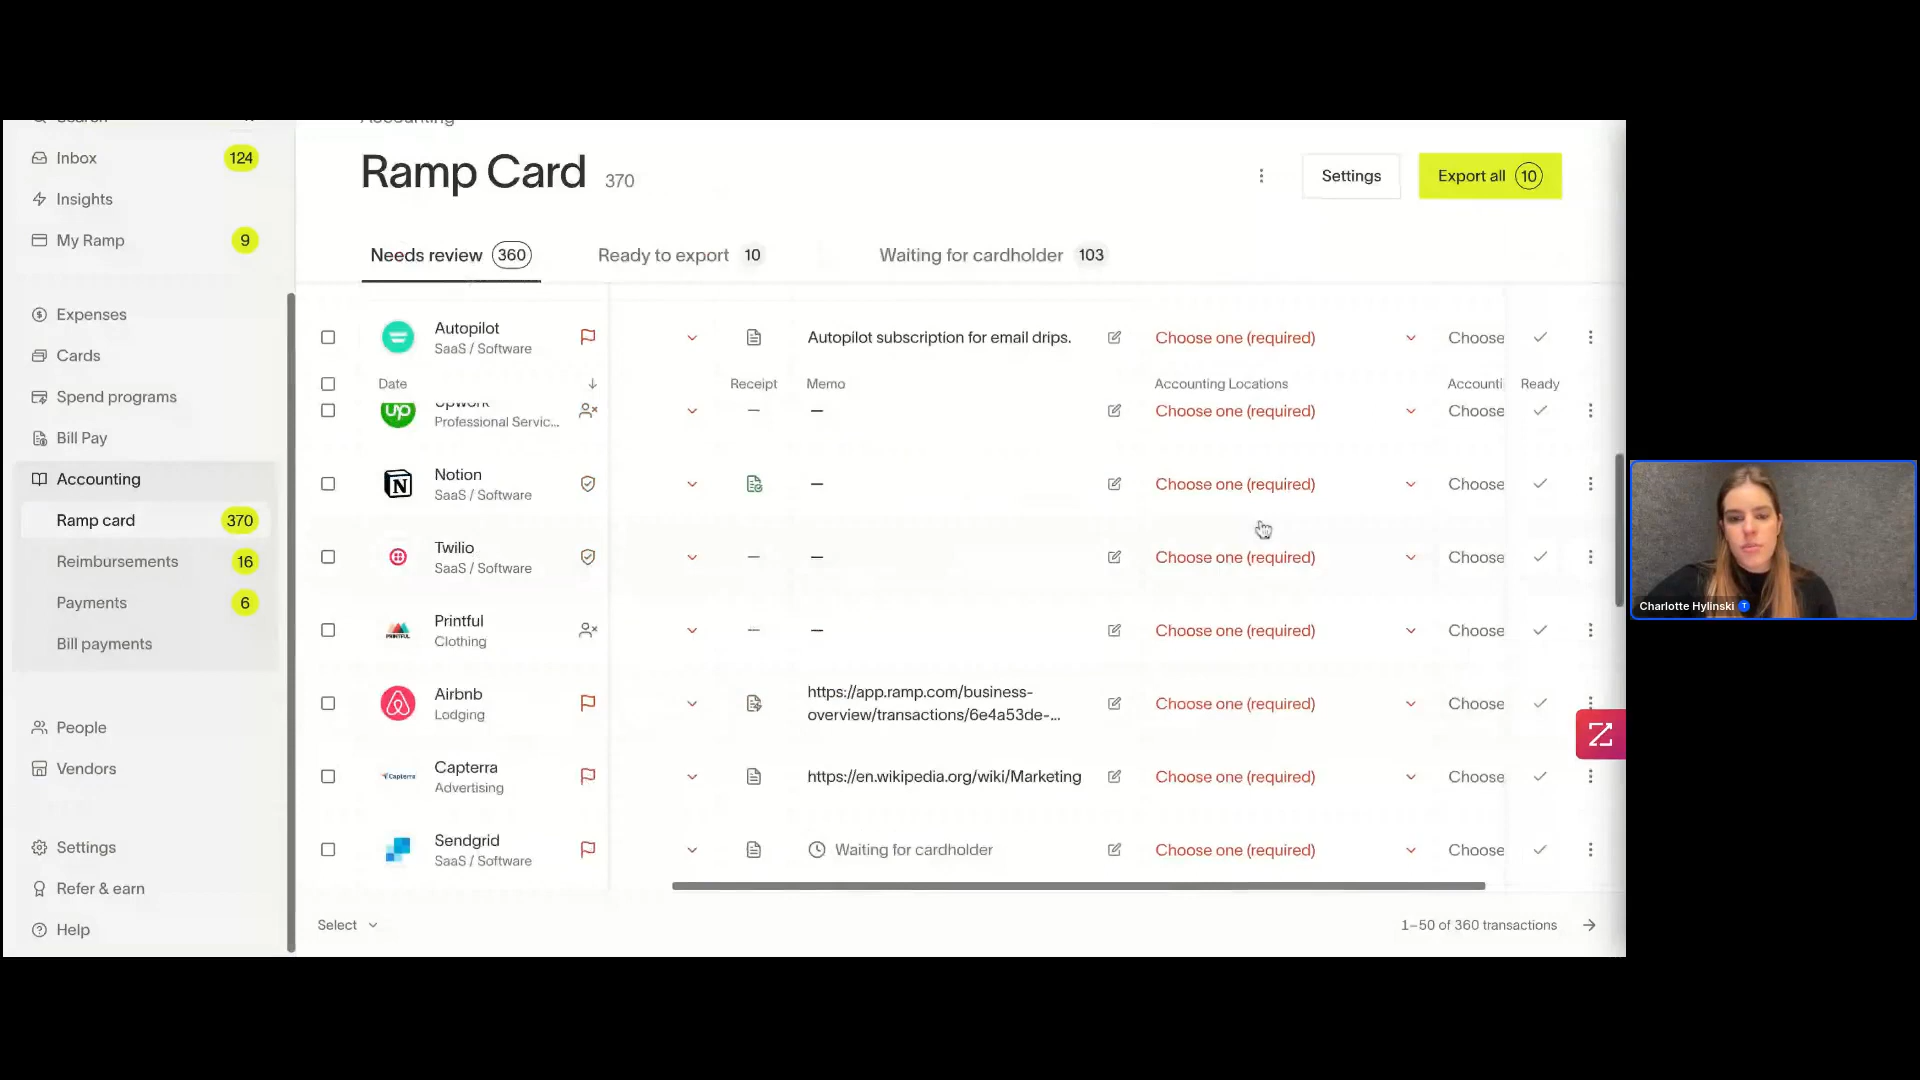 Search
Accounting
Inbox 124
Insights
My Ramp 9
Expenses
Cards
Spend programs
Bill Pay
Accounting
Ramp card 370
Reimbursements 16
Payments 6
Bill payments
People
Vendors
Settings
Refer & earn
Help
Ramp Card 370
Settings
Export all 10
Needs review 360
Ready to export 10
Waiting for cardholder 103
Autopilot
SaaS / Software
Autopilot subscription for email drips.
Choose one (required)
Choose
Date
Receipt
Memo
Accounting Locations
Accounti
Ready
Upwork
Professional Servic...
—
—
Choose one (required)
Choose
Notion
SaaS / Software
—
Choose one (required)
Choose
Twilio
SaaS / Software
—
—
Choose one (required)
Choose
PRINTFUL
Printful
Clothing
—
—
Choose one (required)
Choose
Airbnb
Lodging
https://app.ramp.com/business-
overview/transactions/6e4a53de-...
Choose one (required)
Choose
Capterra
Capterra
Advertising
https://en.wikipedia.org/wiki/Marketing
Choose one (required)
Choose
Sendgrid
SaaS / Software
Waiting for cardholder
Choose one (required)
Choose
Select
1–50 of 360 transactions
Charlotte Hylinski